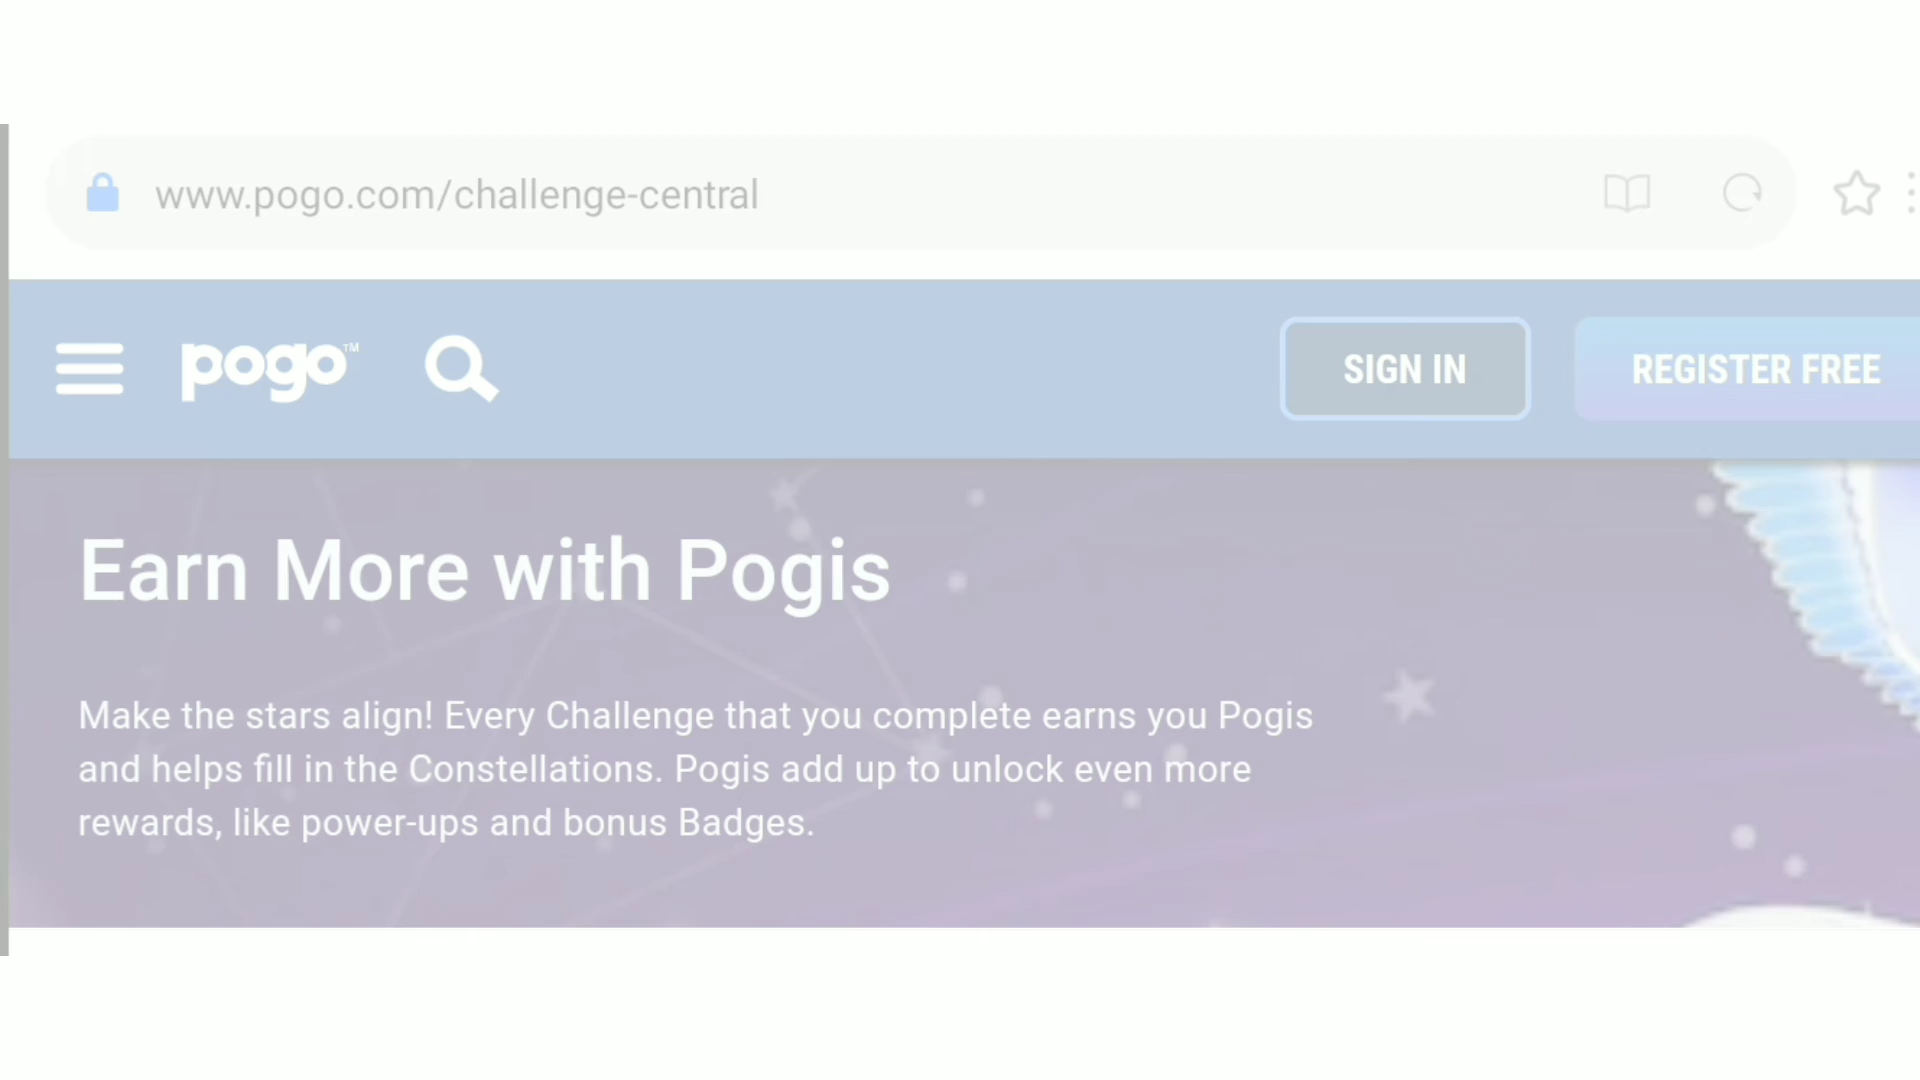 www.pogo.com/challenge-central
pogo™
SIGN IN
REGISTER FREE
Earn More with Pogis
Make the stars align! Every Challenge that you complete earns you Pogis
and helps fill in the Constellations. Pogis add up to unlock even more
rewards, like power-ups and bonus Badges.